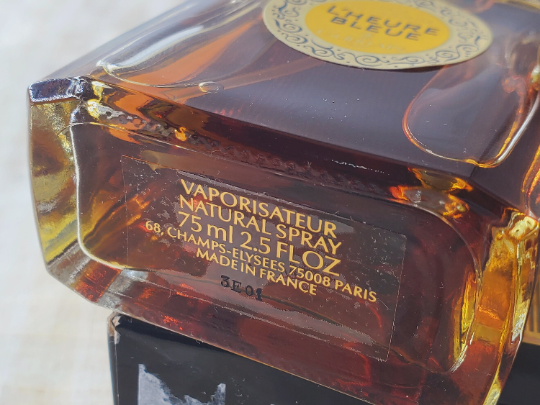 L'HEURE
BLEUE
VAPORISATEUR
NATURAL SPRAY
75 ml 2.5 FL OZ
68, CHAMPS-ELYSEES 75008 PARIS
MADE IN FRANCE
3E01